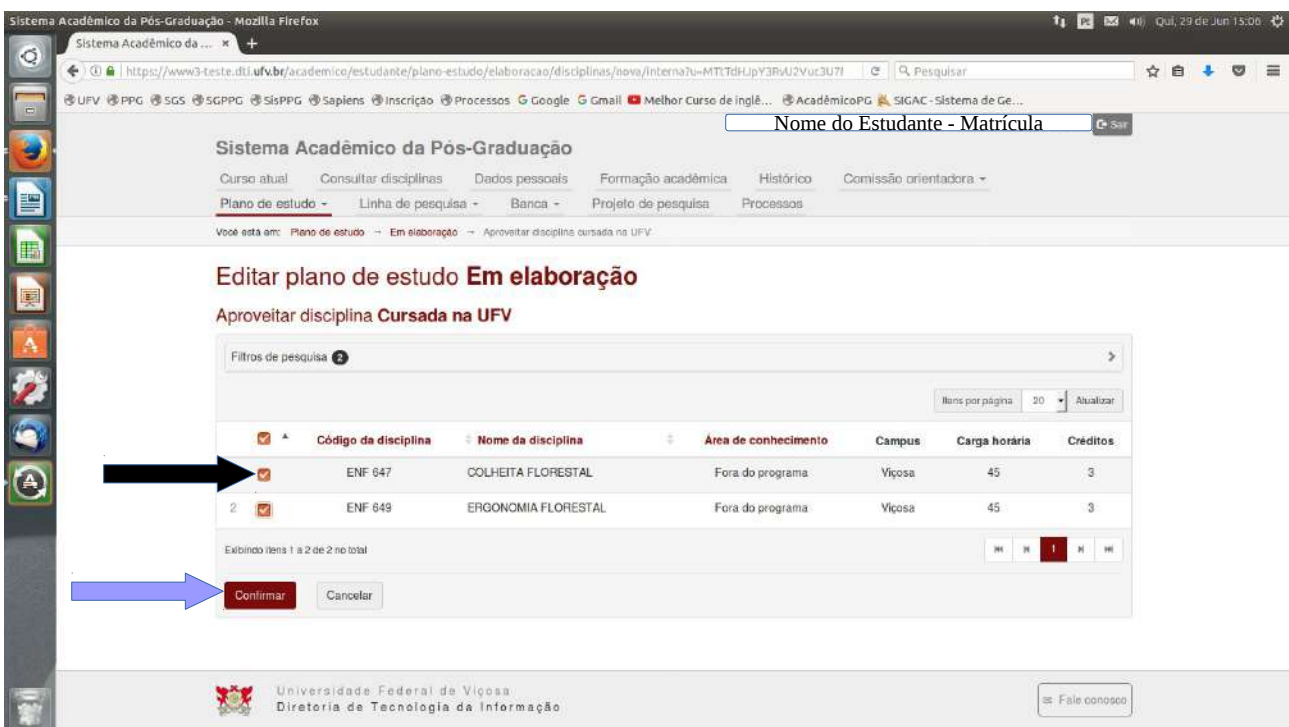 Sistema Acadêmico da Pós-Graduação - Mozilla Firefox
Pt
Qui, 29 de Jun 15:06
Sistema Acadêmico da ... × +
Pesquisar
UFV PPG SGS SGPPG SisPPG Sapiens Inscrição Processos Google Gmail Melhor Curso de inglê... AcadêmicoPG SIGAC - Sistema de Ge...
Nome do Estudante - Matrícula
Sair
Sistema Acadêmico da Pós-Graduação
Curso atual Consultar disciplinas Dados pessoais Formação acadêmica Histórico Comissão orientadora
Plano de estudo Linha de pesquisa Banca Projeto de pesquisa Processos
Você está em: Plano de estudo → Em elaboração → Aproveitar disciplina cursada na UFV
Editar plano de estudo Em elaboração
Aproveitar disciplina Cursada na UFV
Filtros de pesquisa 2
Itens por página 20 Atualizar
Código da disciplina Nome da disciplina Área de conhecimento Campus Carga horária Créditos
ENF 647 COLHEITA FLORESTAL Fora do programa Viçosa 45 3
2 ENF 649 ERGONOMIA FLORESTAL Fora do programa Viçosa 45 3
Exibindo itens 1 a 2 de 2 no total
1
Confirmar Cancelar
Universidade Federal de Viçosa
Diretoria de Tecnologia da Informação
Fale conosco